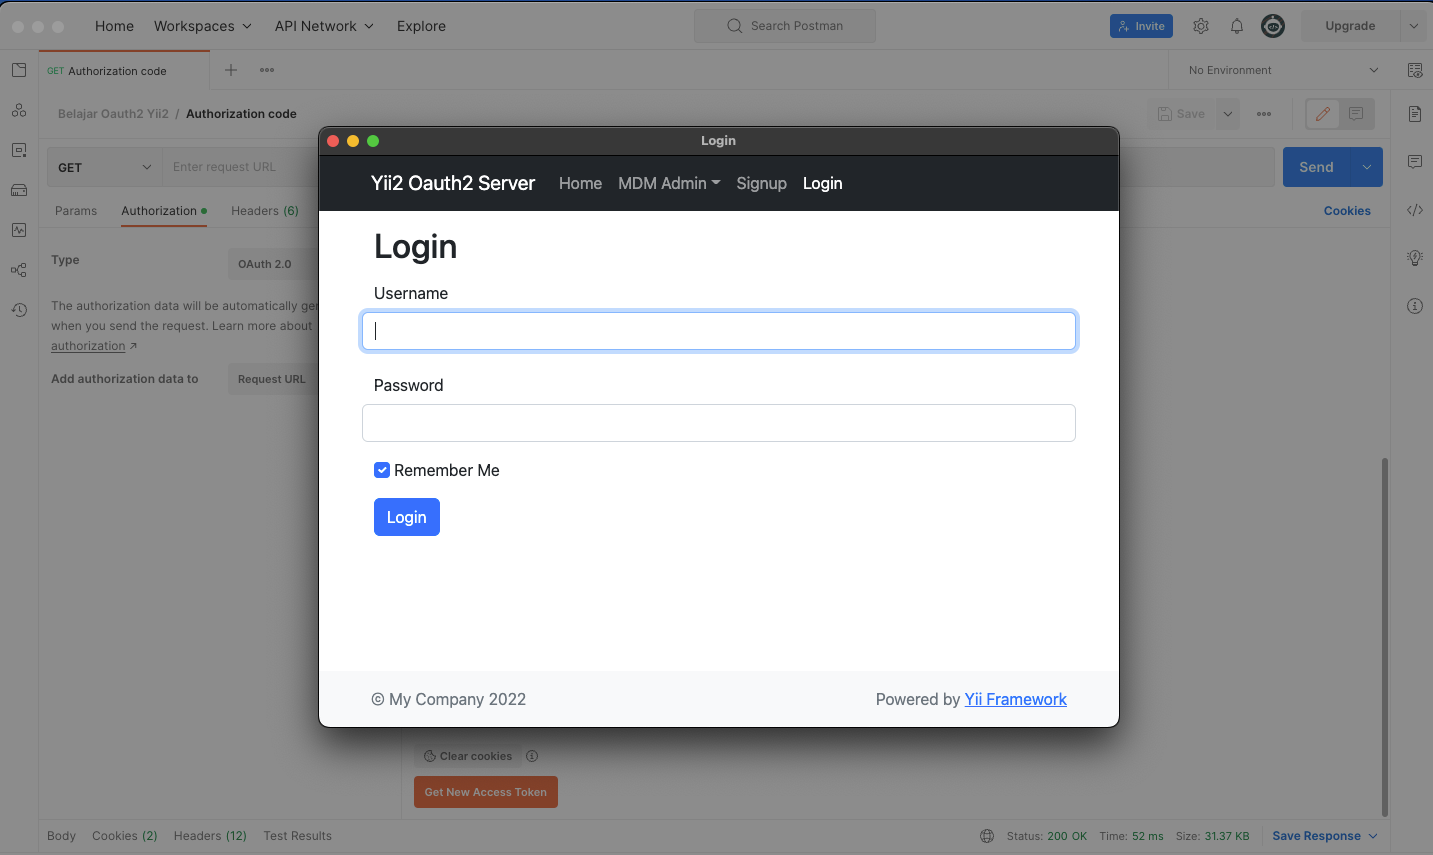 Home Workspaces API Network Explore Search Postman Invite Upgrade
GET Authorization code No Environment
Belajar Oauth2 Yii2 / Authorization code Save
Login
GET Enter request URL Send
Yii2 Oauth2 Server Home MDM Admin Signup Login
Params Authorization Headers (6) Cookies
Login
Type OAuth 2.0
Username
The authorization data will be automatically ger
when you send the request. Learn more about
authorization ↗
Add authorization data to Request URL
Password
Remember Me
Login
© My Company 2022 Powered by Yii Framework
Clear cookies
Get New Access Token
Body Cookies (2) Headers (12) Test Results Status: 200 OK Time: 52 ms Size: 31.37 KB Save Response